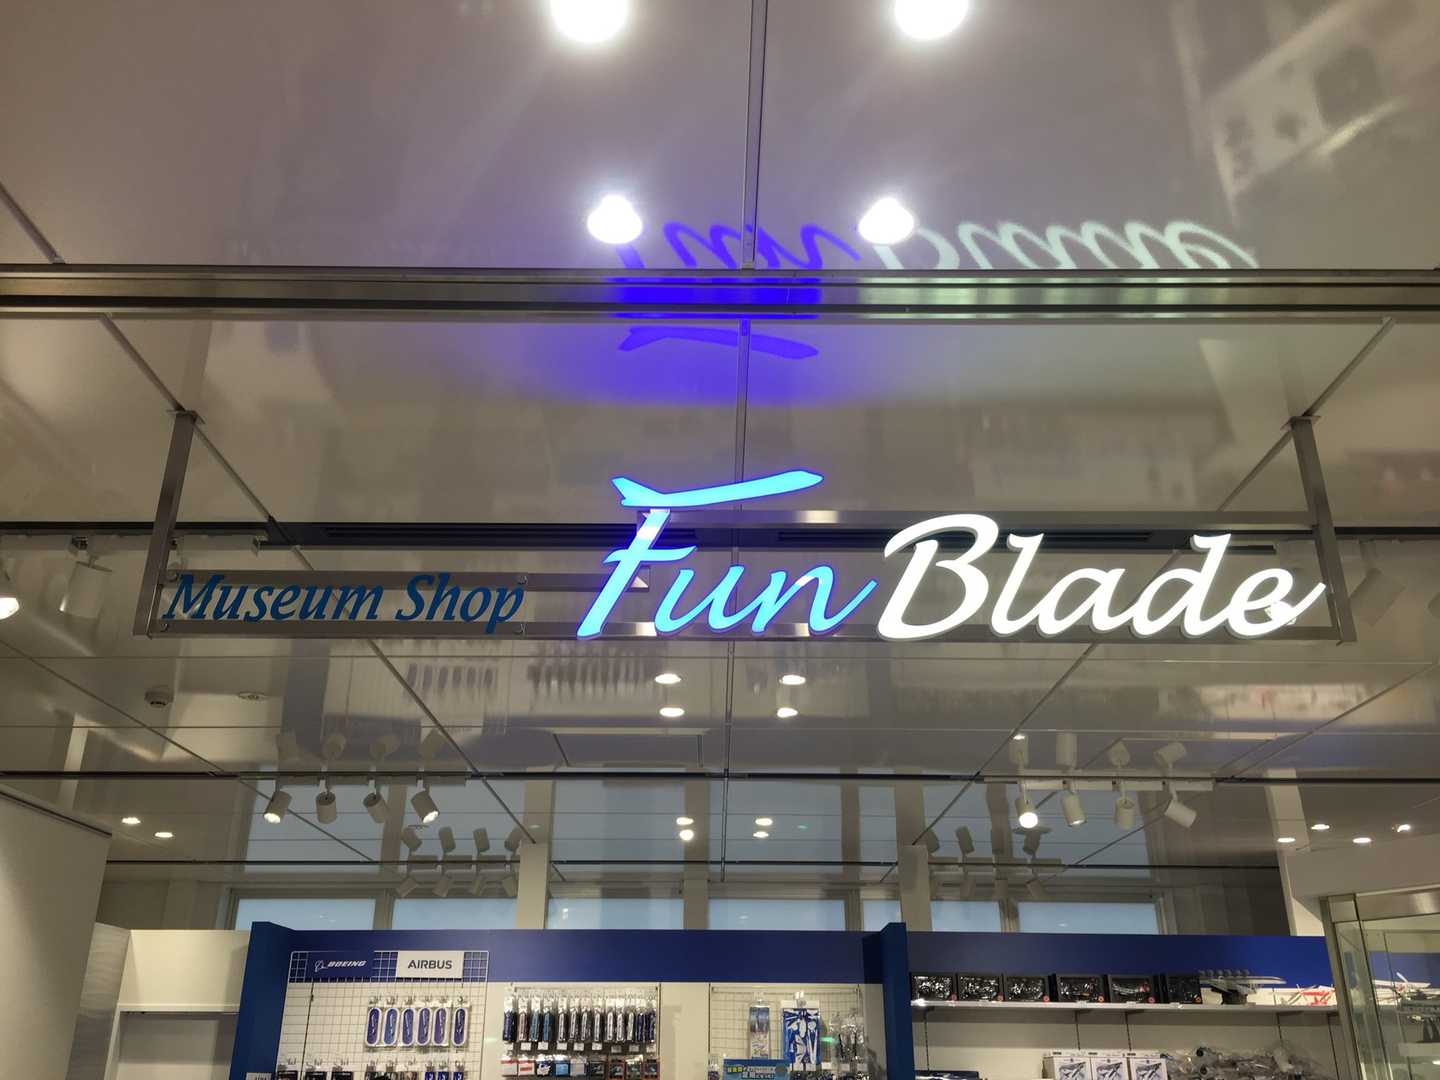 Museum Shop Fun Blade
BOEING AIRBUS